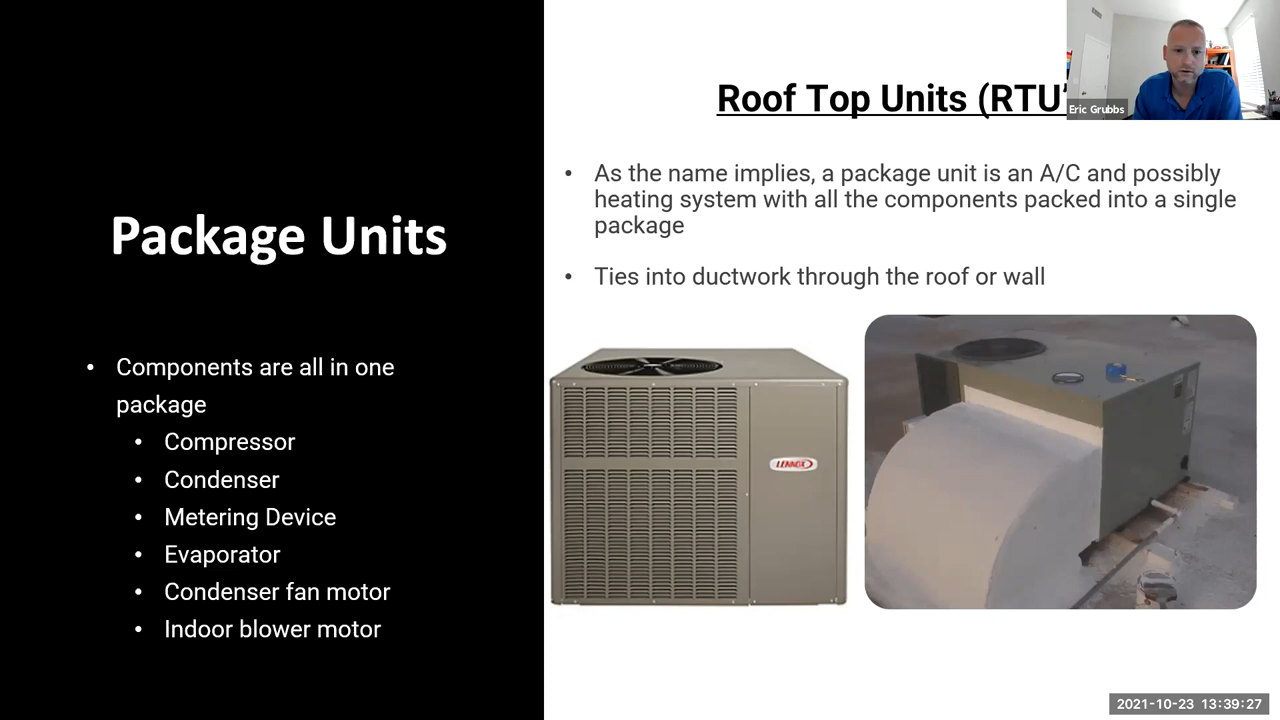 Package Units
• Components are all in one
package
• Compressor
• Condenser
• Metering Device
• Evaporator
• Condenser fan motor
• Indoor blower motor
Roof Top Units (RTU'
Eric Grubbs
• As the name implies, a package unit is an A/C and possibly
heating system with all the components packed into a single
package
• Ties into ductwork through the roof or wall
LENNOX
2021-10-23 13:39:27